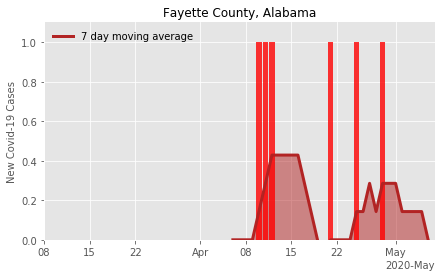 Fayette County, Alabama
7 day moving average
New Covid-19 Cases
1.0
0.8
0.6
0.4
0.2
0.0
08 15 22 Apr 08 15 22 May
2020-May